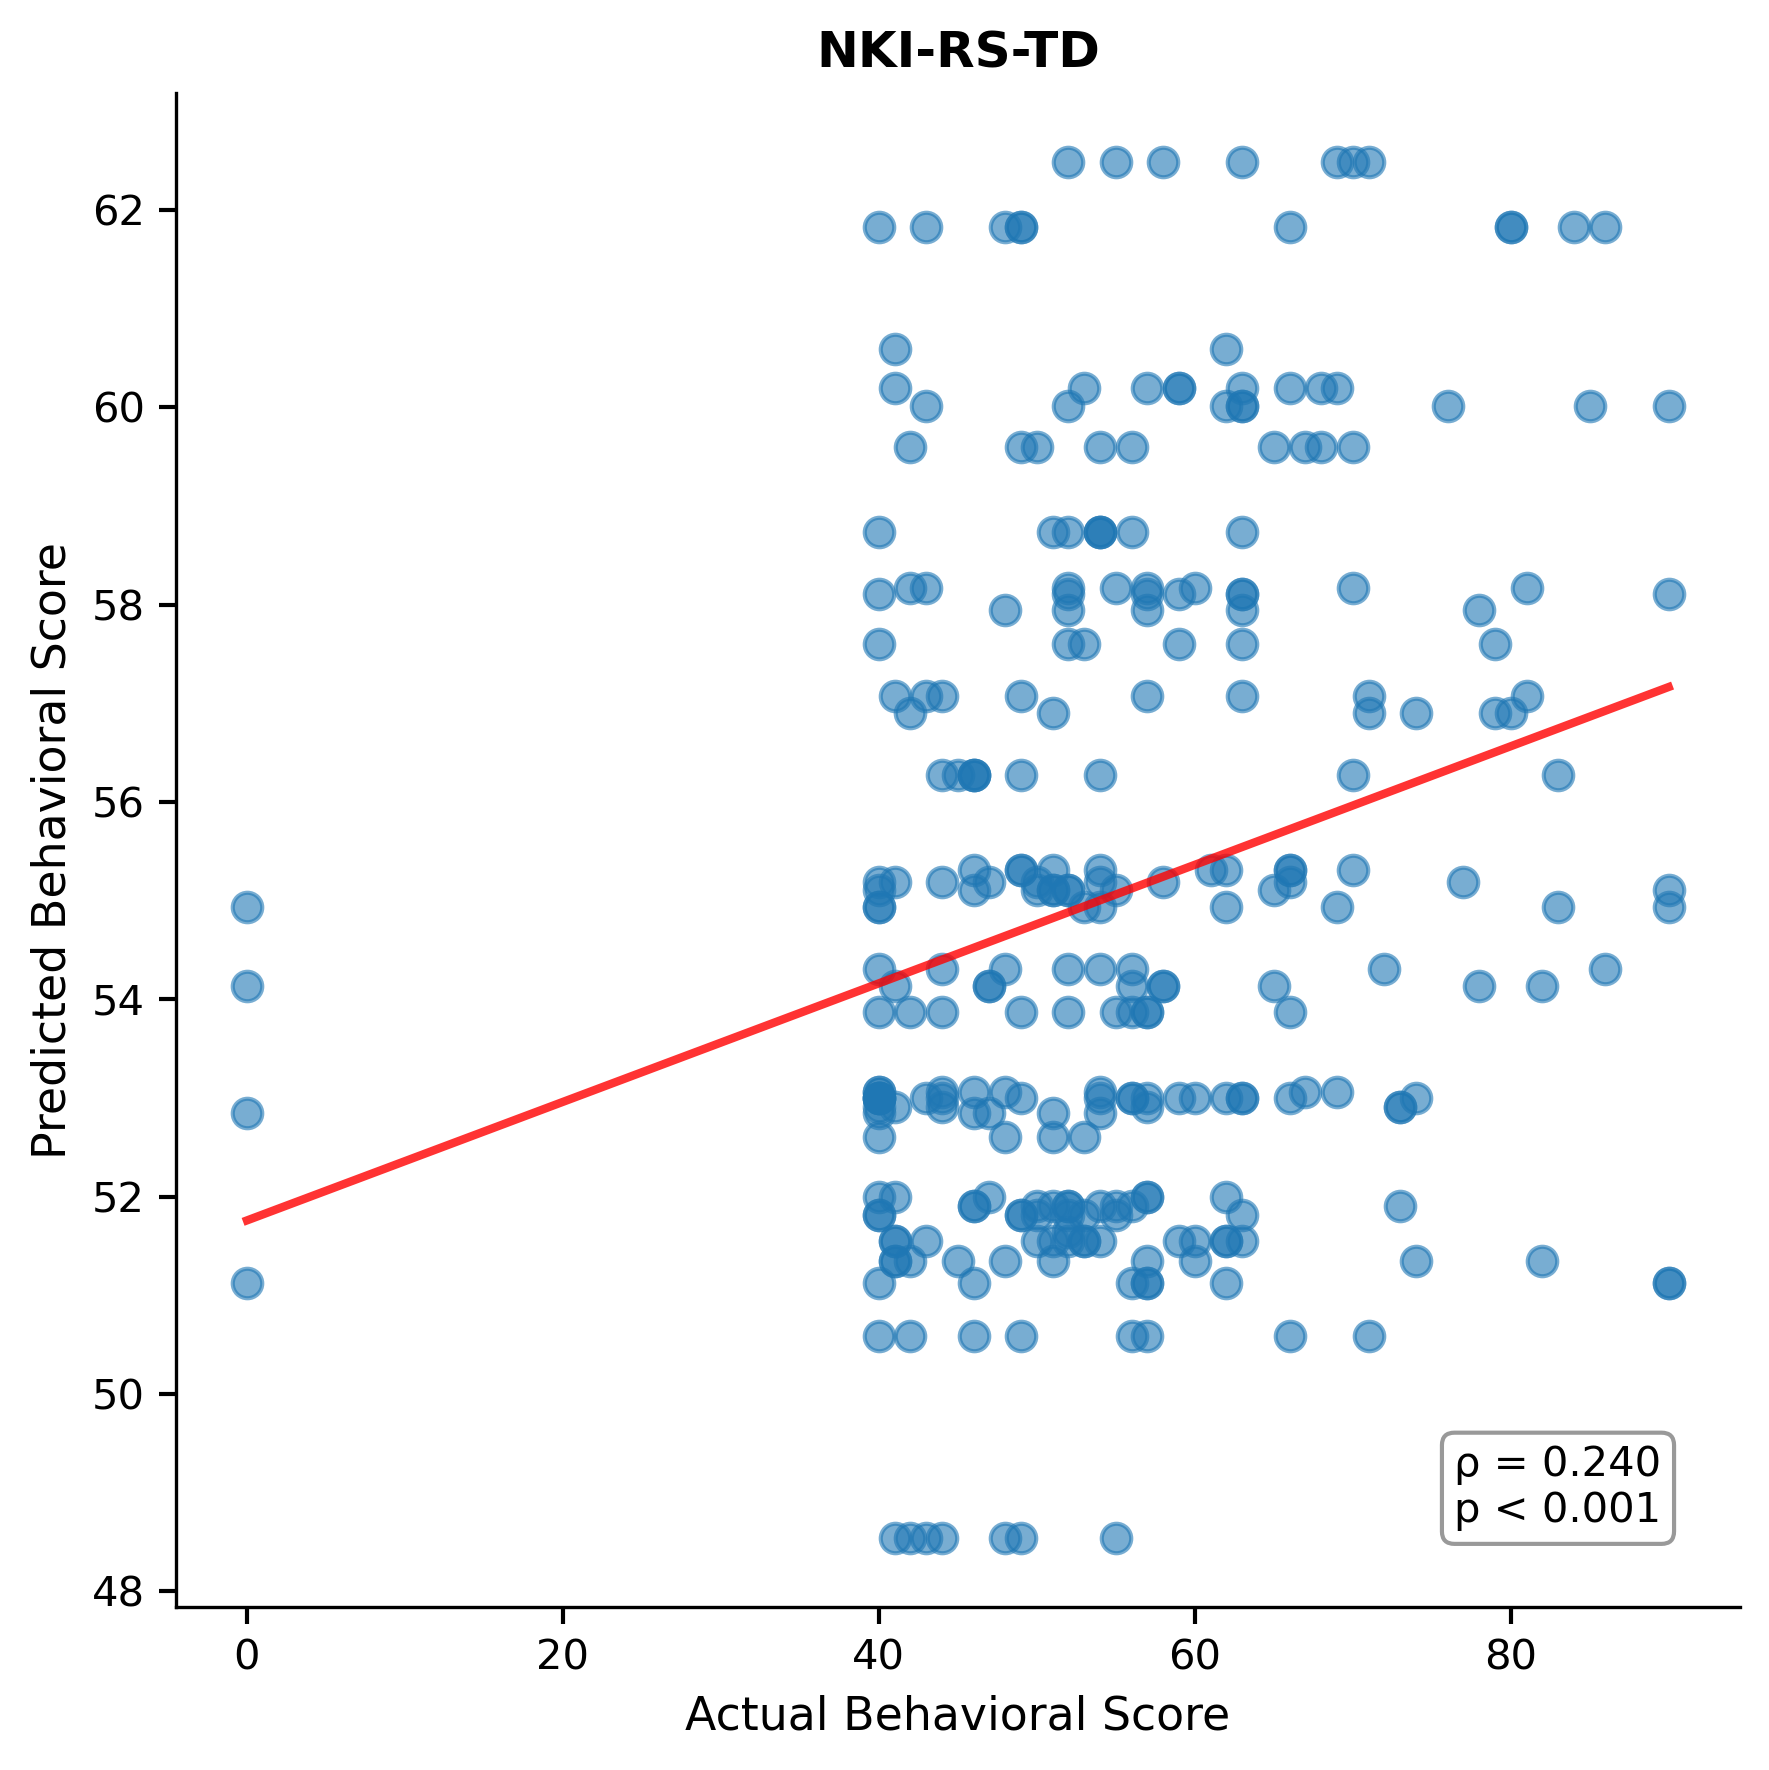 NKI-RS-TD
Predicted Behavioral Score
62
60
58
56
54
52
50
48
ρ = 0.240
p < 0.001
0 20 40 60 80
Actual Behavioral Score